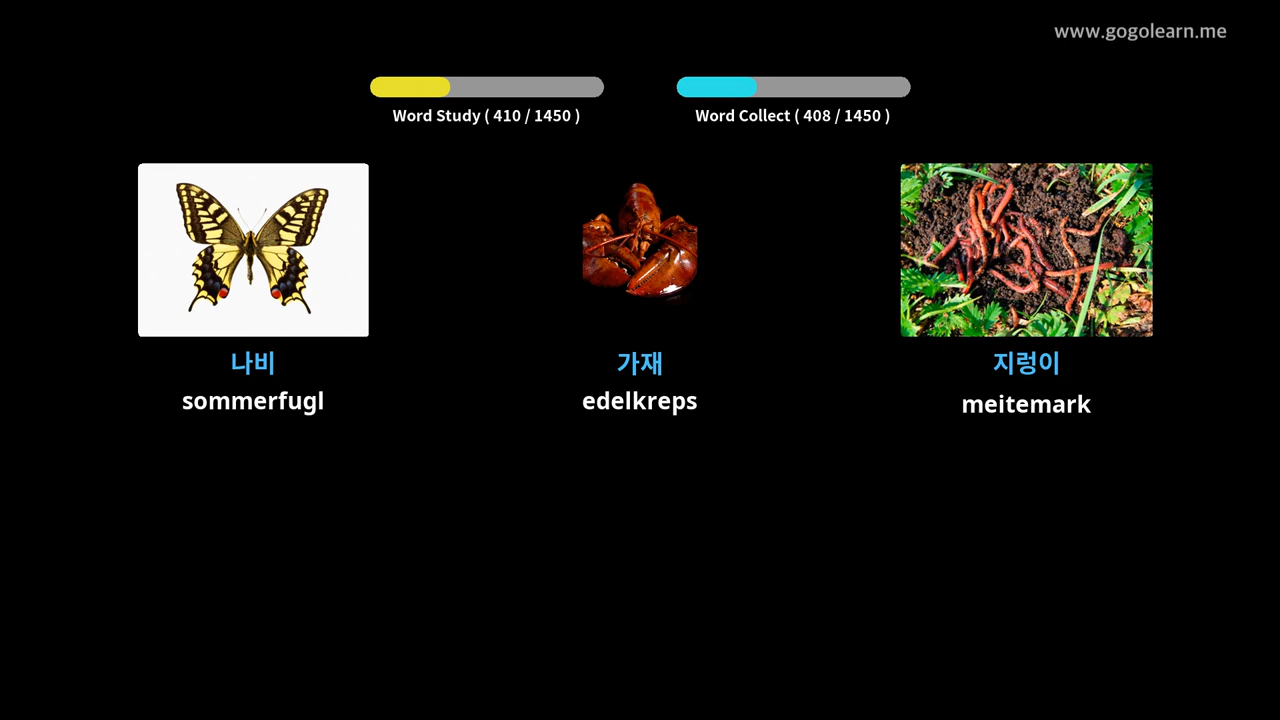 www.gogolearn.me
Word Study ( 410 / 1450 )
Word Collect ( 408 / 1450 )
나비
가재
지렁이
sommerfugl
edelkreps
meitemark